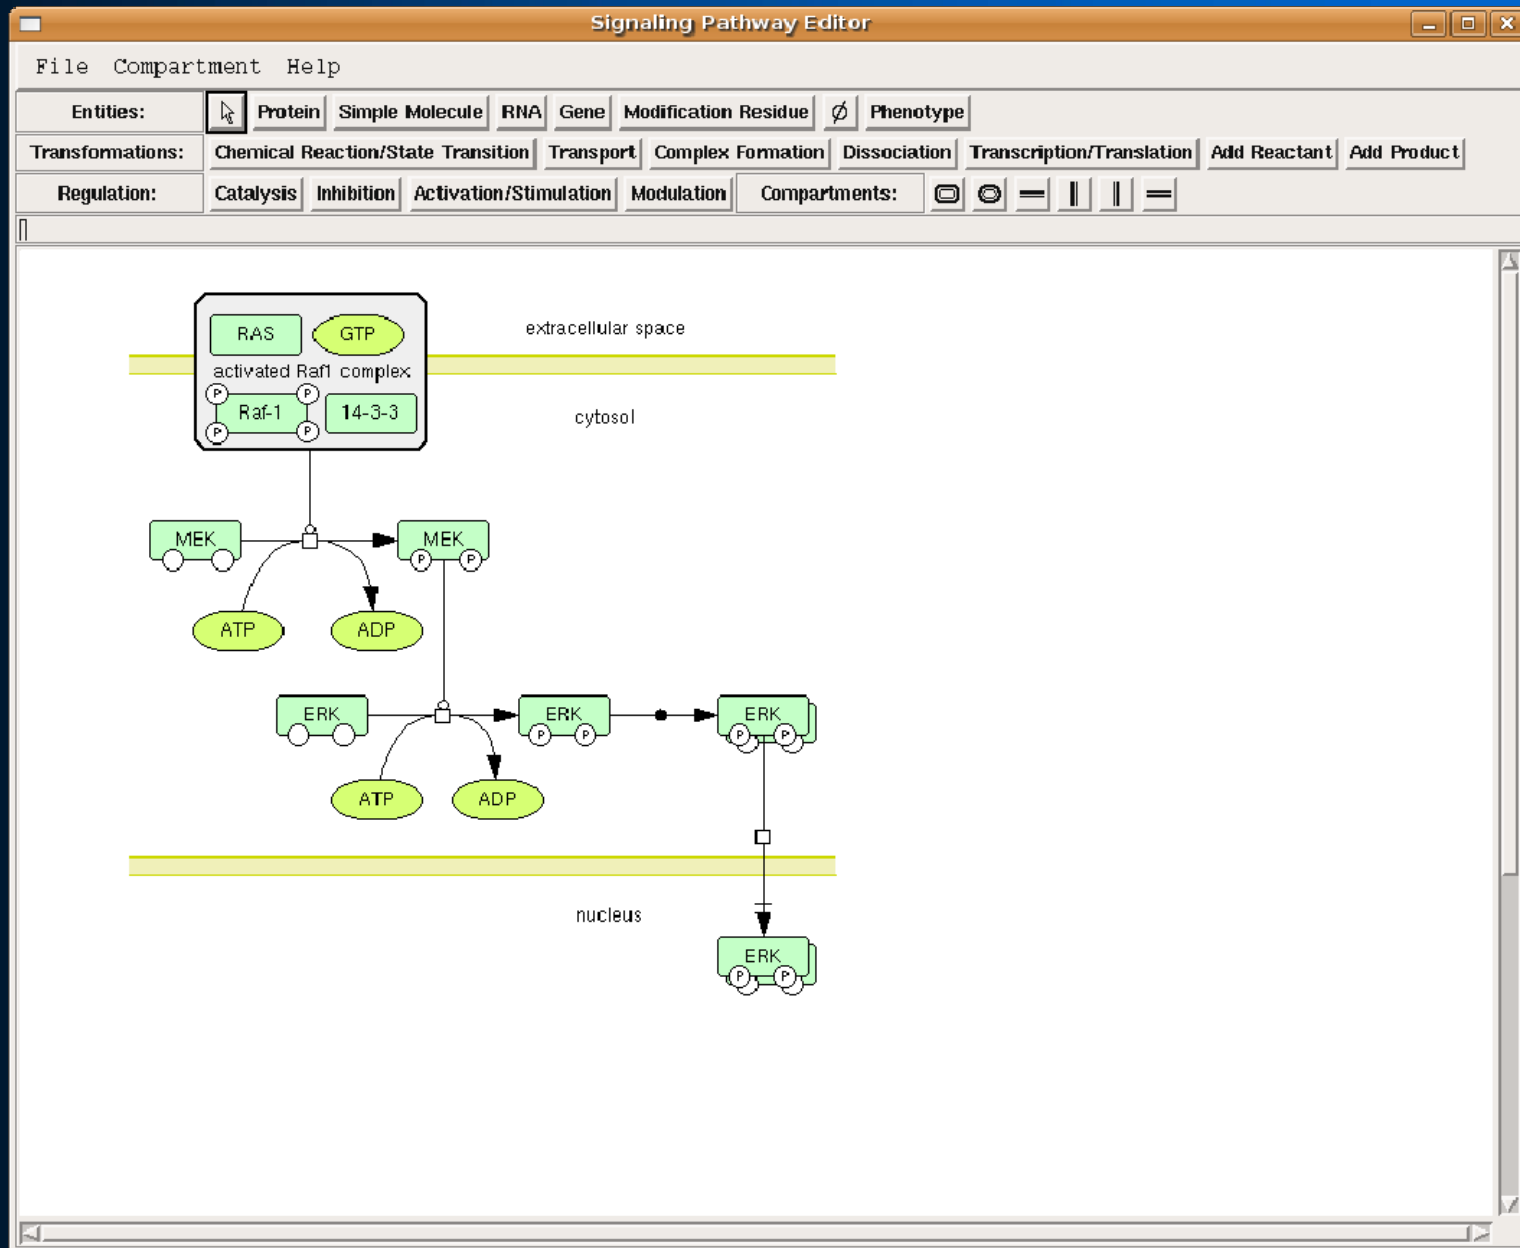 Signaling Pathway Editor
File Compartment Help
Entities: Protein Simple Molecule RNA Gene Modification Residue Ø Phenotype
Transformations: Chemical Reaction/State Transition Transport Complex Formation Dissociation Transcription/Translation Add Reactant Add Product
Regulation: Catalysis Inhibition Activation/Stimulation Modulation Compartments:
RAS GTP
extracellular space
activated Raf1 complex
P P
Raf-1 14-3-3
P P
cytosol
MEK MEK
P P
ATP ADP
ERK ERK ERK
P P P P
ATP ADP
nucleus
ERK
P P